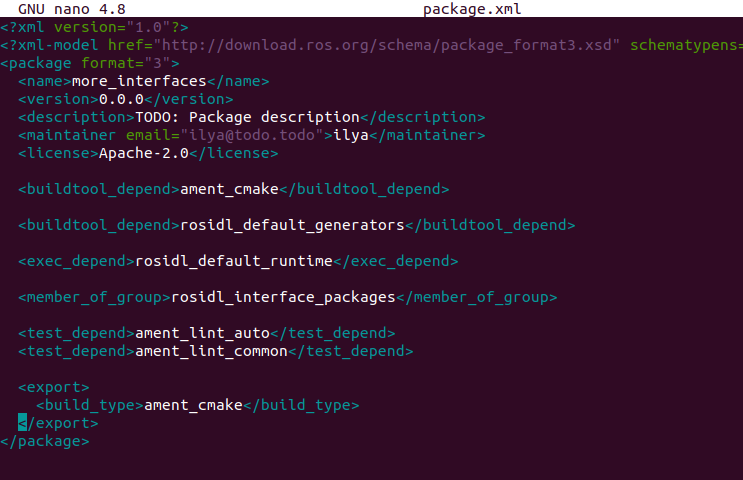 GNU nano 4.8 package.xml
<?xml version="1.0"?>
<?xml-model href="http://download.ros.org/schema/package_format3.xsd" schematypens=
<package format="3">
  <name>more_interfaces</name>
  <version>0.0.0</version>
  <description>TODO: Package description</description>
  <maintainer email="ilya@todo.todo">ilya</maintainer>
  <license>Apache-2.0</license>
  <buildtool_depend>ament_cmake</buildtool_depend>
  <buildtool_depend>rosidl_default_generators</buildtool_depend>
  <exec_depend>rosidl_default_runtime</exec_depend>
  <member_of_group>rosidl_interface_packages</member_of_group>
  <test_depend>ament_lint_auto</test_depend>
  <test_depend>ament_lint_common</test_depend>
  <export>
    <build_type>ament_cmake</build_type>
  </export>
</package>